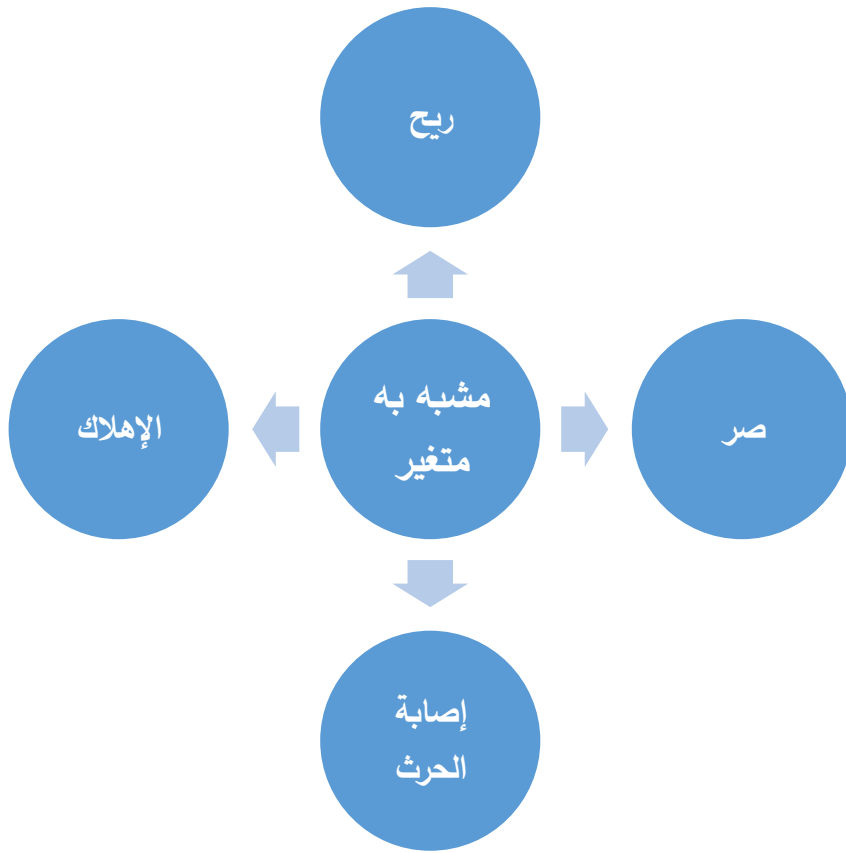 ريح
صر
مشبه به
متغير
الإهلاك
إصابة
الحرث